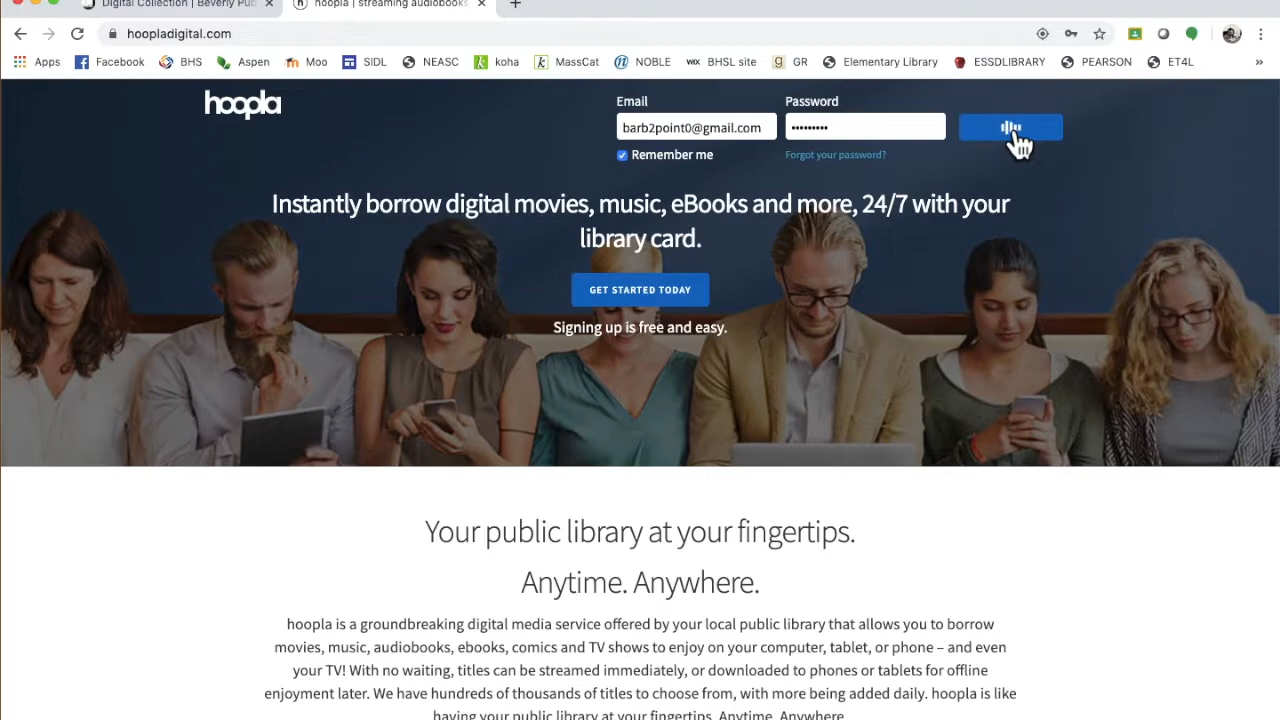 Digital Collection | Beverly Pub
hoopla | streaming audiobooks
hoopladigital.com
Apps Facebook BHS Aspen Moo SIDL NEASC koha MassCat NOBLE BHSL site GR Elementary Library ESSDLIBRARY PEARSON ET4L »
hoopla
Email Password
barb2point0@gmail.com •••••••••
Remember me Forgot your password?
Instantly borrow digital movies, music, eBooks and more, 24/7 with your
library card.
GET STARTED TODAY
Signing up is free and easy.
Your public library at your fingertips.
Anytime. Anywhere.
hoopla is a groundbreaking digital media service offered by your local public library that allows you to borrow
movies, music, audiobooks, ebooks, comics and TV shows to enjoy on your computer, tablet, or phone – and even
your TV! With no waiting, titles can be streamed immediately, or downloaded to phones or tablets for offline
enjoyment later. We have hundreds of thousands of titles to choose from, with more being added daily. hoopla is like
having your public library at your fingertips. Anytime. Anywhere.